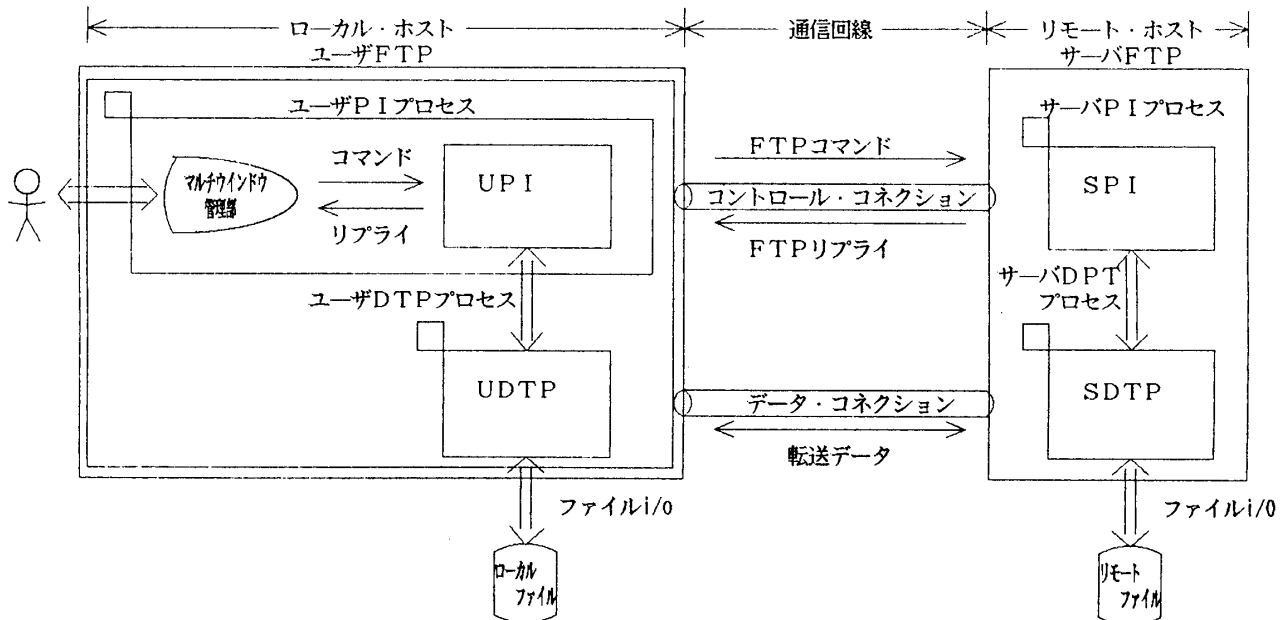 ローカル・ホスト
通信回線
リモート・ホスト
ユーザFTP
サーバFTP
ユーザPIプロセス
サーバPIプロセス
マルチウインドウ
管理部
コマンド
リプライ
UPI
FTPコマンド
コントロール・コネクション
FTPリプライ
SPI
ユーザDTPプロセス
サーバDPT
プロセス
UDTP
データ・コネクション
転送データ
SDTP
ファイルi/o
ファイルi/o
ローカル
ファイル
リモート
ファイル